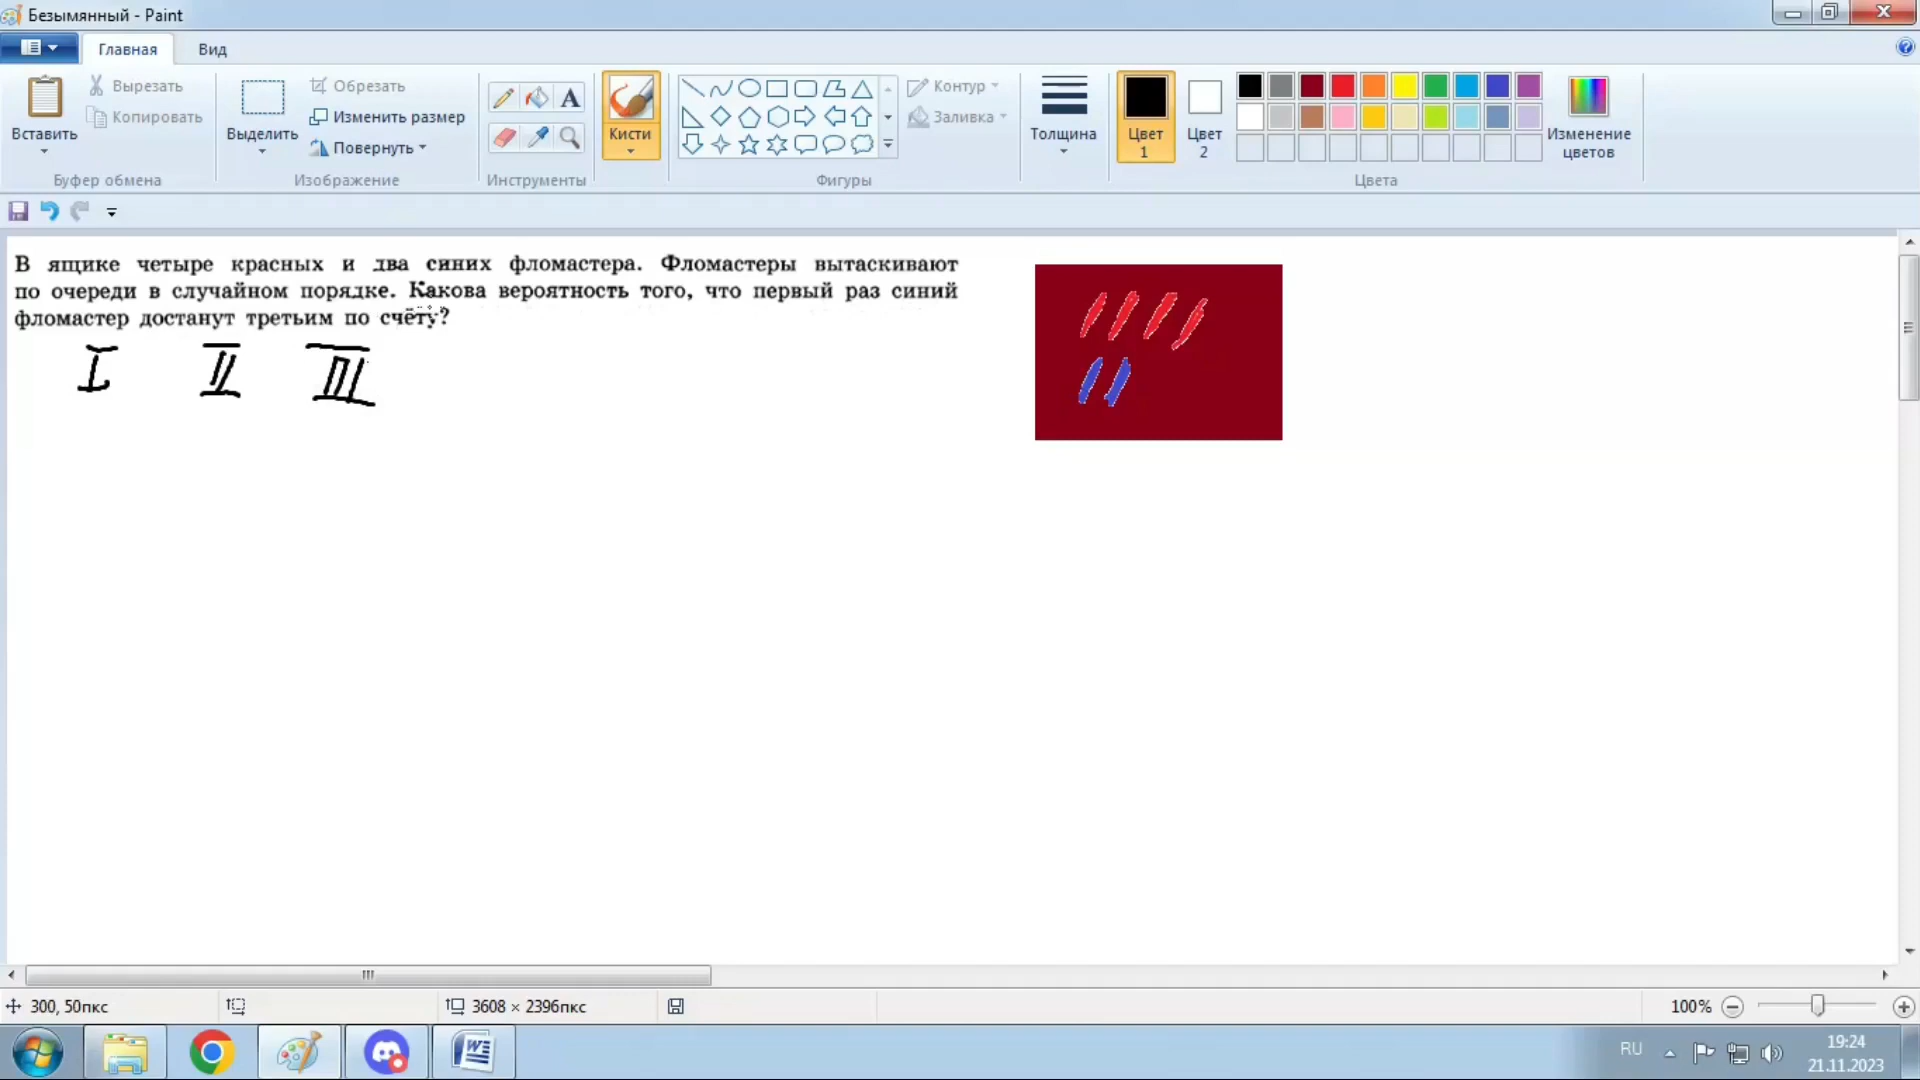 Безымянный - Paint
Главная Вид
Вставить
Вырезать
Копировать
Буфер обмена
Выделить
Обрезать
Изменить размер
Повернуть
Изображение
A
Инструменты
Кисти
Фигуры
Контур
Заливка
Толщина
Цвет
1
Цвет
2
Изменение
цветов
Цвета
В ящике четыре красных и два синих фломастера. Фломастеры вытаскивают
по очереди в случайном порядке. Какова вероятность того, что первый раз синий
фломастер достанут третьим по счёту?
I II III
300, 50пкс
3608 × 2396пкс
100%
RU
19:24
21.11.2023